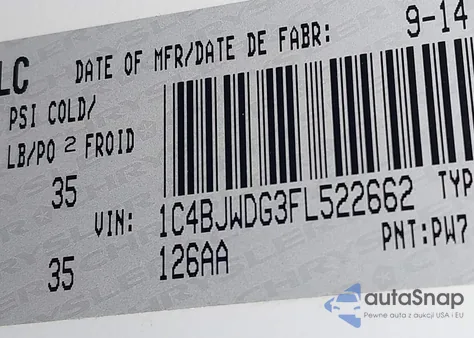 LC DATE OF MFR/DATE DE FABR: 9-14
PSI COLD/
LB/PO 2 FROID
35
VIN: 1C4BJWDG3FL522662 TYP
126AA PNT:PW7
35
autaSnap
Pewne auta z aukcji USA i EU